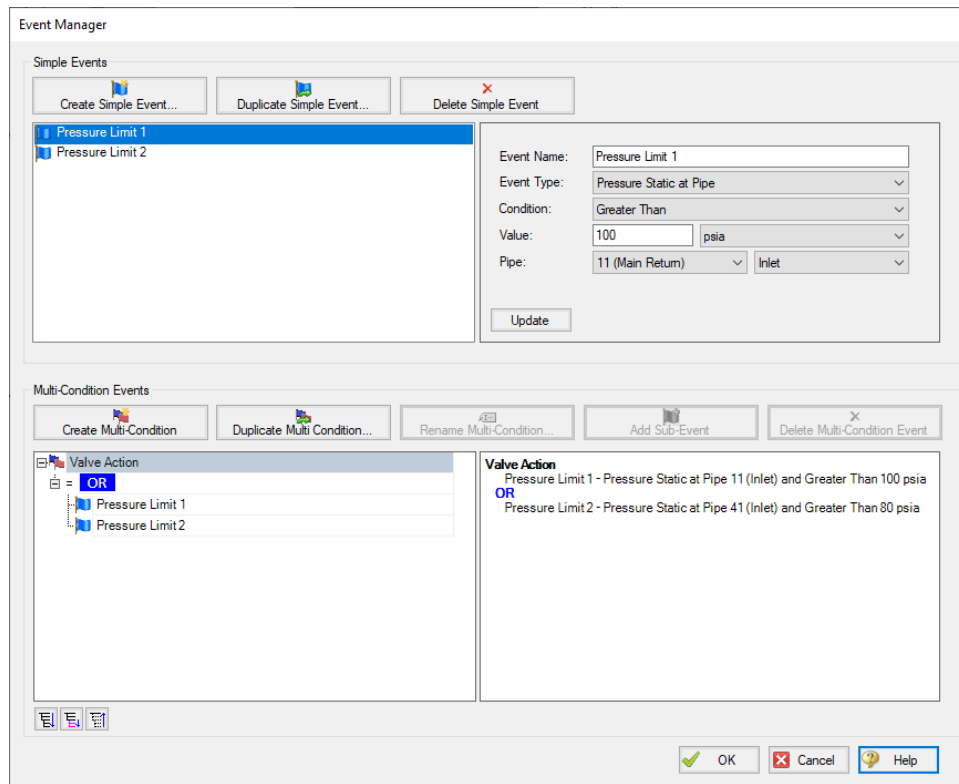 Event Manager
Simple Events
Create Simple Event...
Duplicate Simple Event...
Delete Simple Event
Pressure Limit 1
Pressure Limit 2
Event Name: Pressure Limit 1
Event Type: Pressure Static at Pipe
Condition: Greater Than
Value: 100 psia
Pipe: 11 (Main Return) Inlet
Update
Multi-Condition Events
Create Multi-Condition
Duplicate Multi Condition...
Rename Multi-Condition...
Add Sub-Event
Delete Multi-Condition Event
Valve Action
= OR
Pressure Limit 1
Pressure Limit 2
Valve Action
Pressure Limit 1 - Pressure Static at Pipe 11 (Inlet) and Greater Than 100 psia
OR
Pressure Limit 2 - Pressure Static at Pipe 41 (Inlet) and Greater Than 80 psia
OK
Cancel
Help